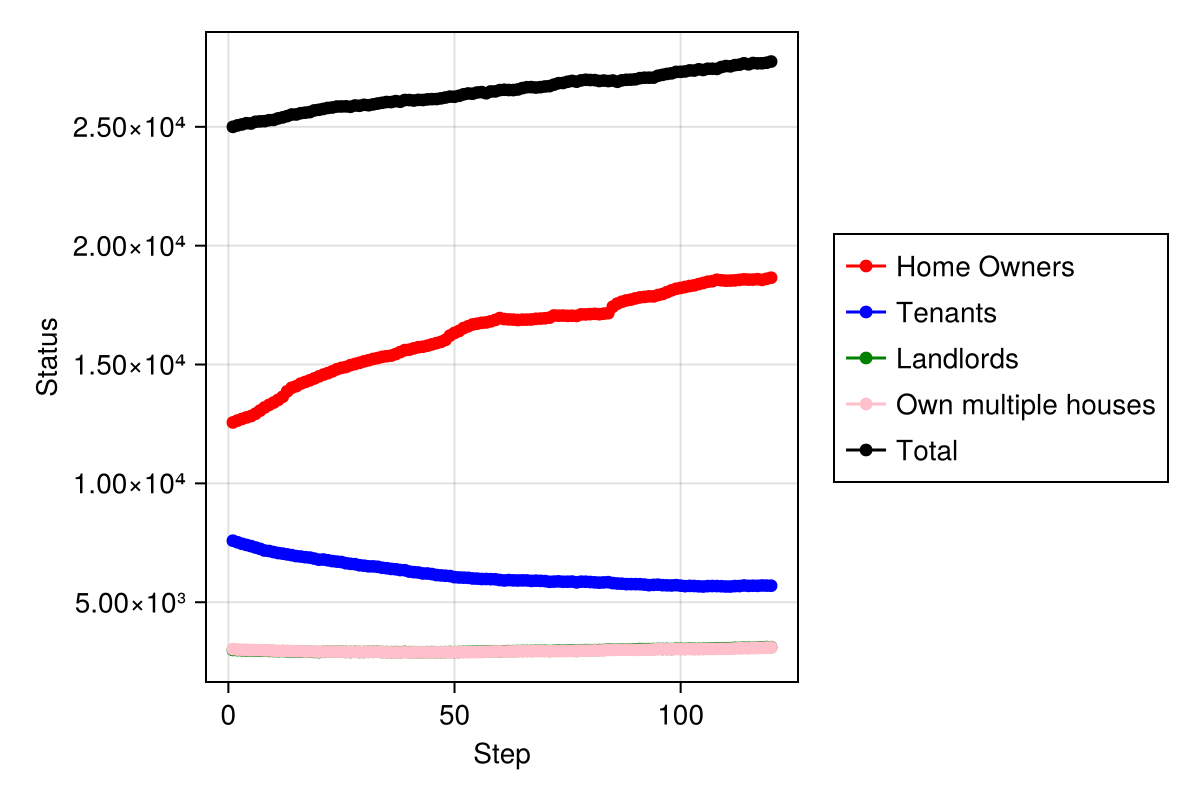 2.50×10⁴
2.00×10⁴
1.50×10⁴
1.00×10⁴
5.00×10³
Status
0 50 100
Step
Home Owners
Tenants
Landlords
Own multiple houses
Total